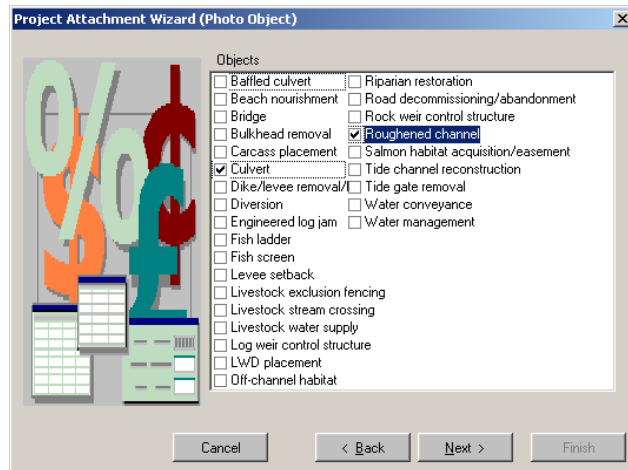 Project Attachment Wizard (Photo Object)
Objects
Baffled culvert
Beach nourishment
Bridge
Bulkhead removal
Carcass placement
Culvert
Dike/levee removal/
Diversion
Engineered log jam
Fish ladder
Fish screen
Levee setback
Livestock exclusion fencing
Livestock stream crossing
Livestock water supply
Log weir control structure
LWD placement
Off-channel habitat
Riparian restoration
Road decommissioning/abandonment
Rock weir control structure
Roughened channel
Salmon habitat acquisition/easement
Tide channel reconstruction
Tide gate removal
Water conveyance
Water management
% $ £ ¢
Cancel
< Back
Next >
Finish